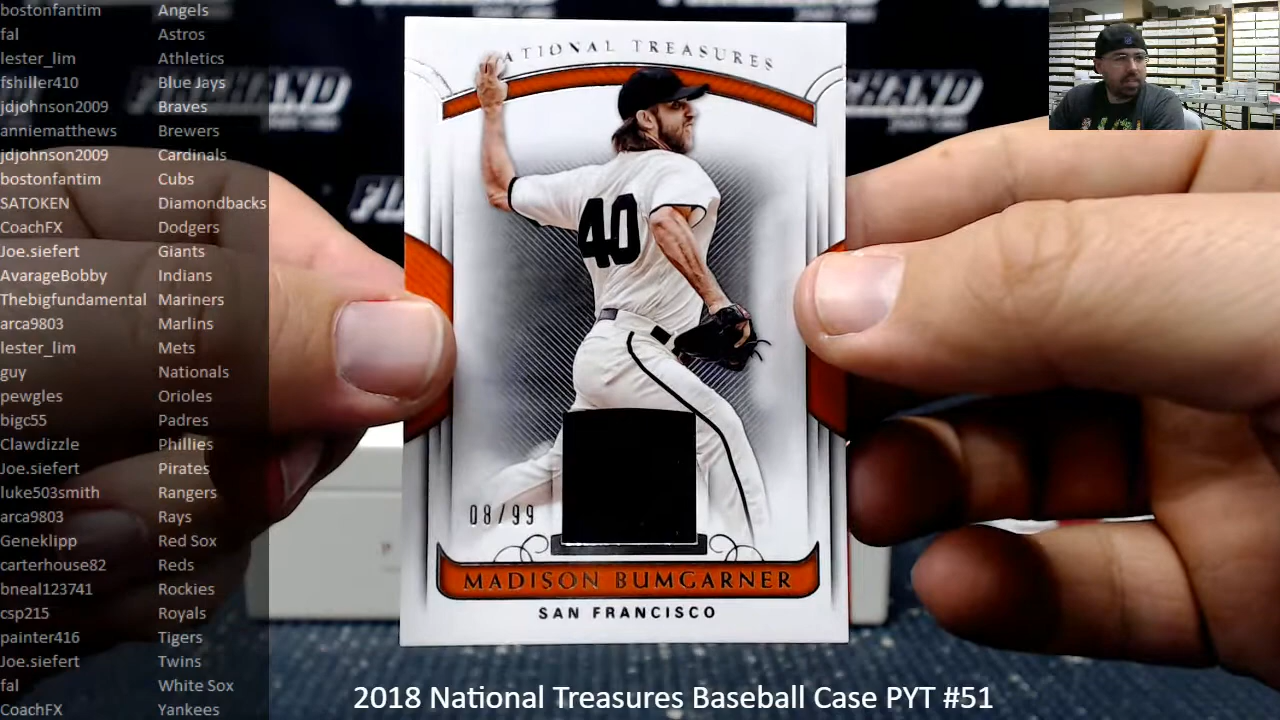 bostonfantim Angels
fal Astros
lester_lim Athletics
fshiller410 Blue Jays
jdjohnson2009 Braves
anniematthews Brewers
jdjohnson2009 Cardinals
bostonfantim Cubs
SATOKEN Diamondbacks
CoachFX Dodgers
Joe.siefert Giants
AvarageBobby Indians
Thebigfundamental Mariners
arca9803 Marlins
lester_lim Mets
guy Nationals
pewgles Orioles
bigc55 Padres
Clawdizzle Phillies
Joe.siefert Pirates
luke503smith Rangers
arca9803 Rays
Geneklipp Red Sox
carterhouse82 Reds
bneal123741 Rockies
csp215 Royals
painter416 Tigers
Joe.siefert Twins
fal White Sox
CoachFX Yankees
NATIONAL TREASURES
40
08/99
MADISON BUMGARNER
SAN FRANCISCO
2018 National Treasures Baseball Case PYT #51